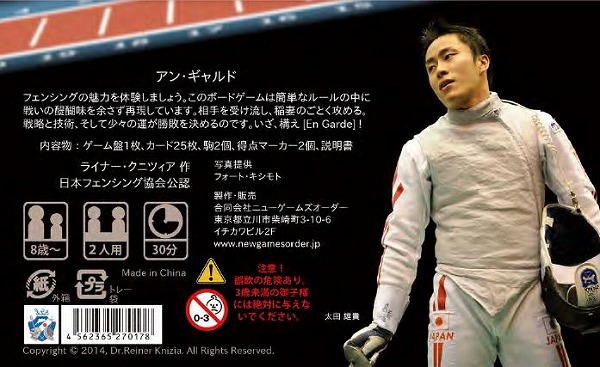 アン・ギャルド
フェンシングの魅力を体験しましょう。このボードゲームは簡単なルールの中に
戦いの醍醐味を余さず再現しています。相手を受け流し、稲妻のごとく攻める。
戦略と技術、そして少々の運が勝敗を決めるのです。いざ、構え [En Garde]！
内容物：ゲーム盤1枚、カード25枚、駒2個、得点マーカー2個、説明書
ライナー・クニツィア 作
日本フェンシング協会公認
写真提供
フォート・キシモト
製作・販売
合同会社ニューゲームズオーダー
東京都立川市柴崎町3-10-6
イチカワビル2F
www.newgamesorder.jp
8歳～
2人用
30分
Made in China
紙
外箱
プラ
トレー
袋
注意！
誤飲の危険あり。
3歳未満の御子様
には絶対に与えな
いでください。
0-3
太田 雄貴
JAPAN
JAPAN
4562365270178
Copyright © 2014, Dr.Reiner Knizia. All Rights Reserved.